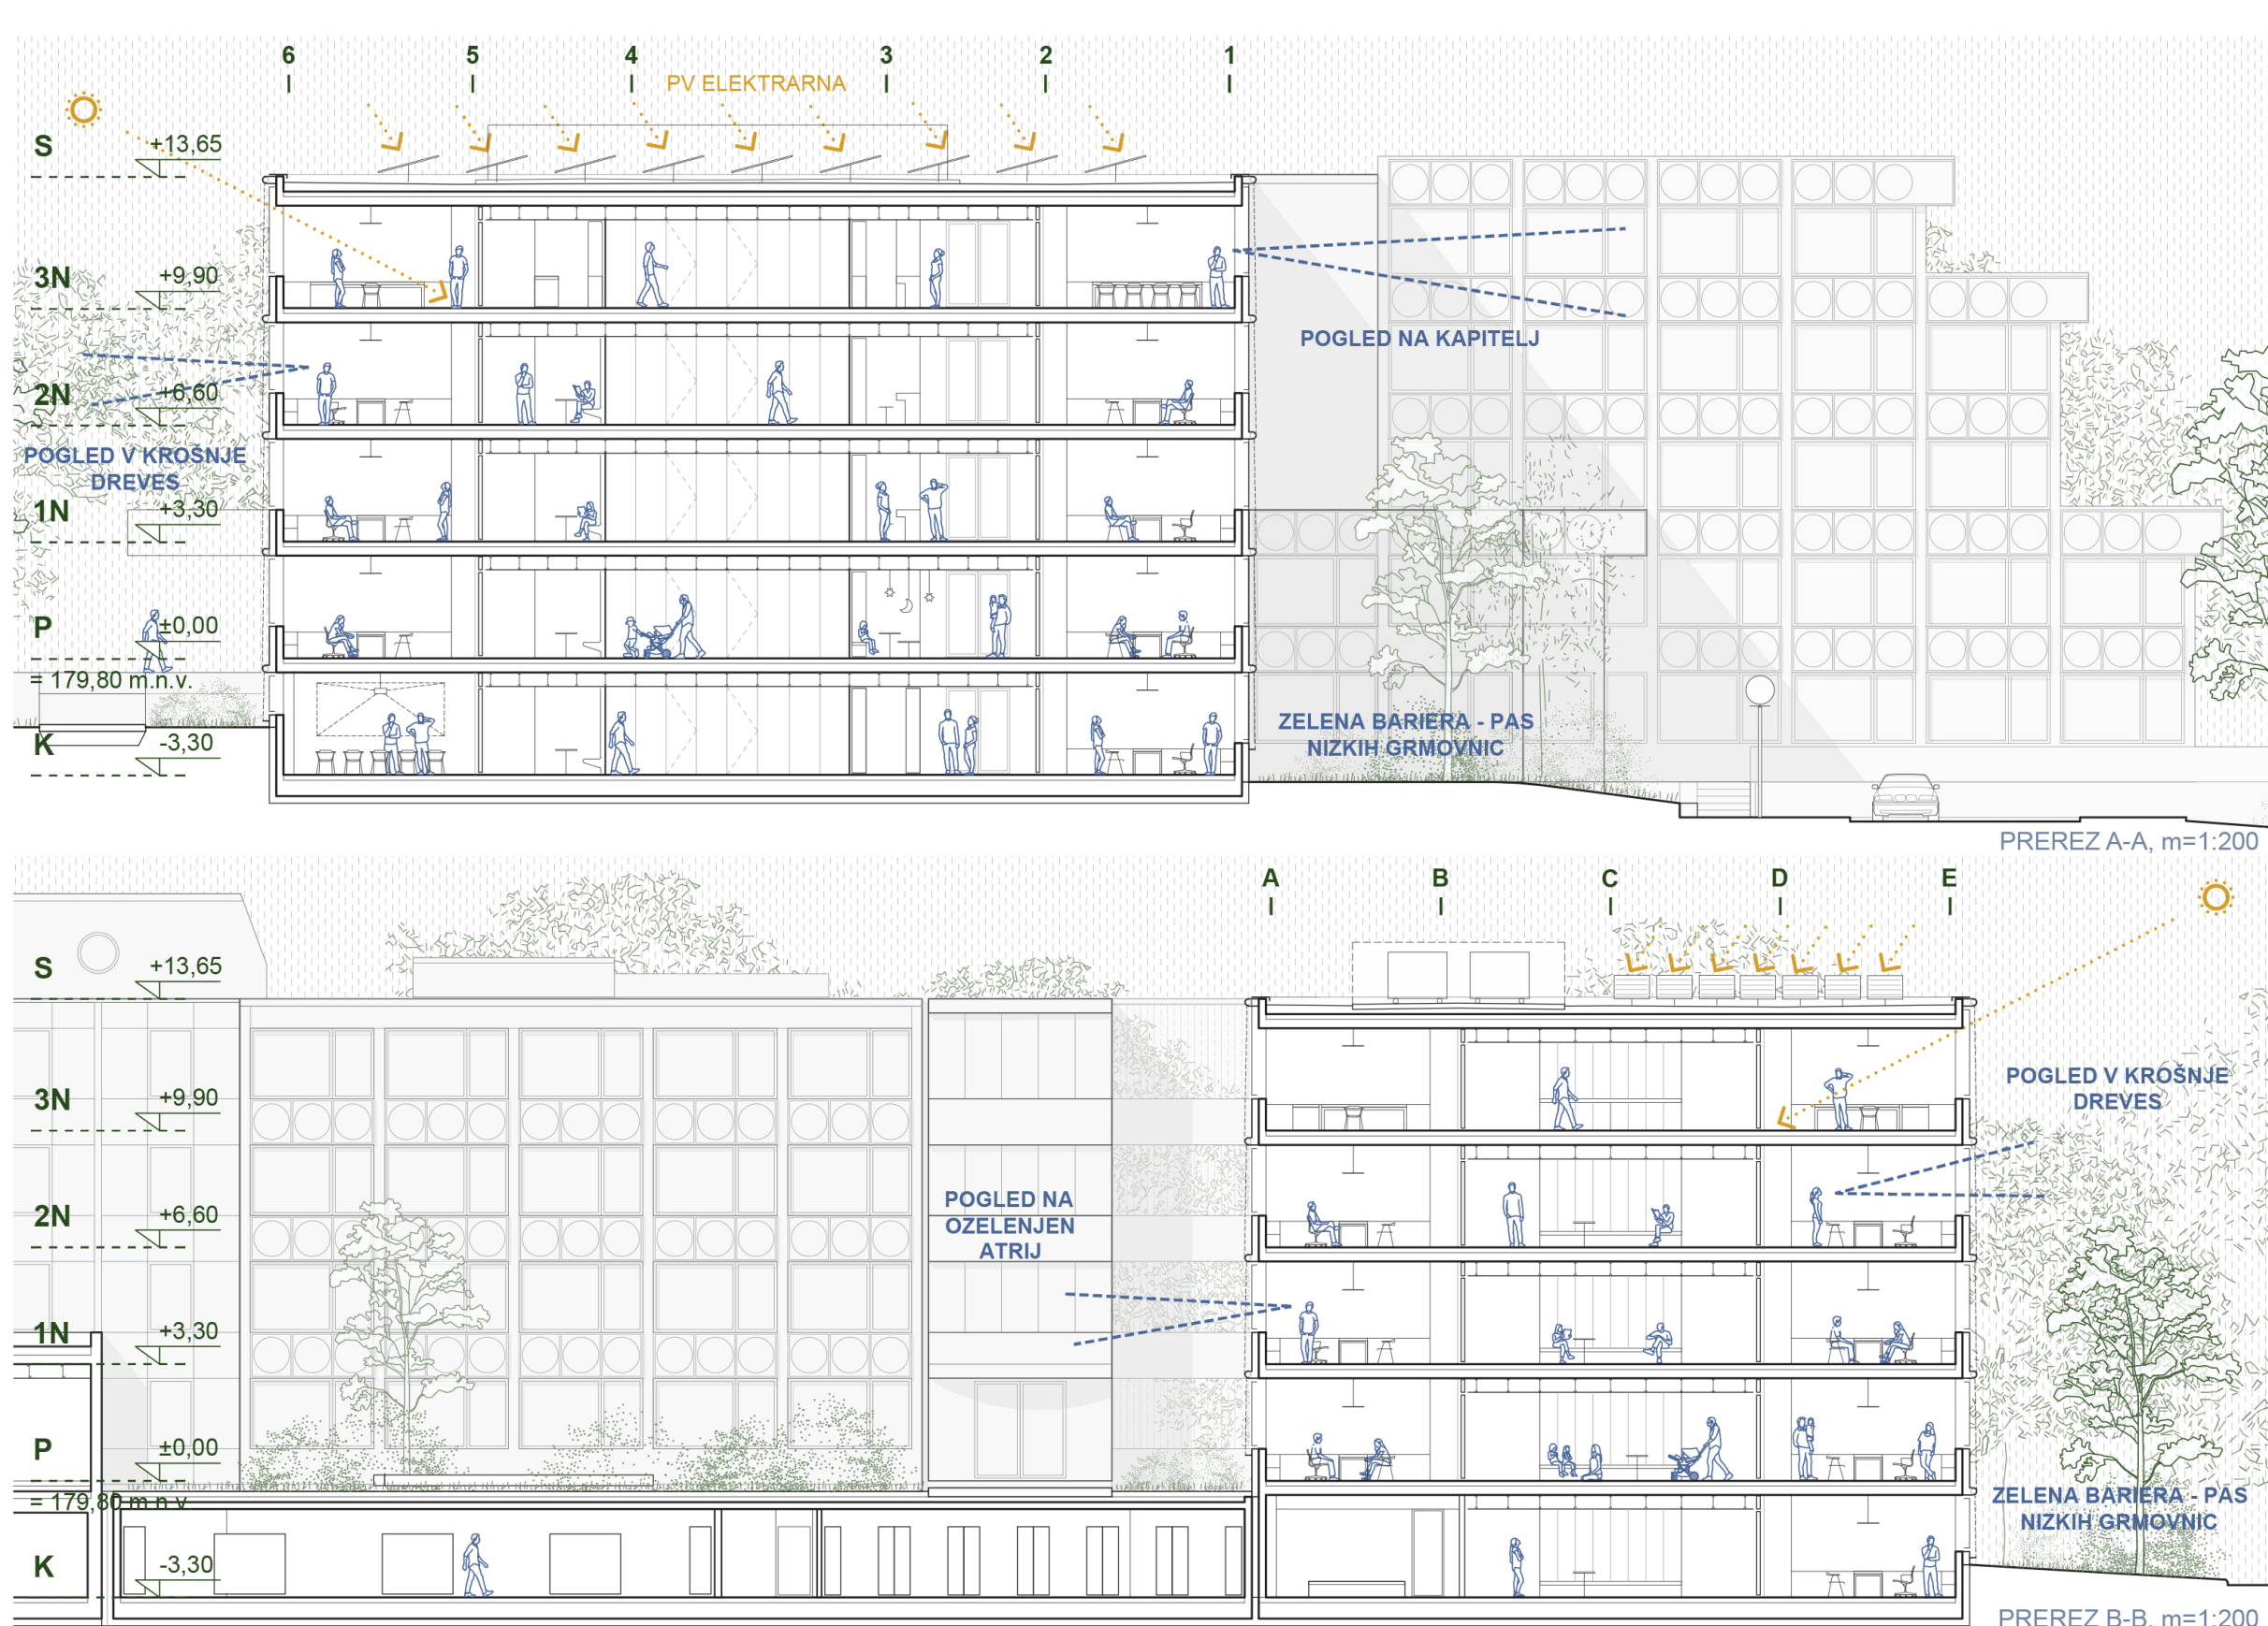 6 5 4 3 2 1
PV ELEKTRARNA
S +13,65
3N +9,90
POGLED NA KAPITELJ
2N +6,60
POGLED V KROŠNJE
DREVES
1N +3,30
P ±0,00
= 179,80 m.n.v.
ZELENA BARIERA - PAS
NIZKIH GRMOVNIC
K -3,30
PREREZ A-A, m=1:200
A B C D E
S +13,65
POGLED V KROŠNJE
DREVES
3N +9,90
POGLED NA
OZELENJEN
ATRIJ
2N +6,60
1N +3,30
P ±0,00
= 179,80 m.n.v.
ZELENA BARIERA - PAS
NIZKIH GRMOVNIC
K -3,30
PREREZ B-B, m=1:200